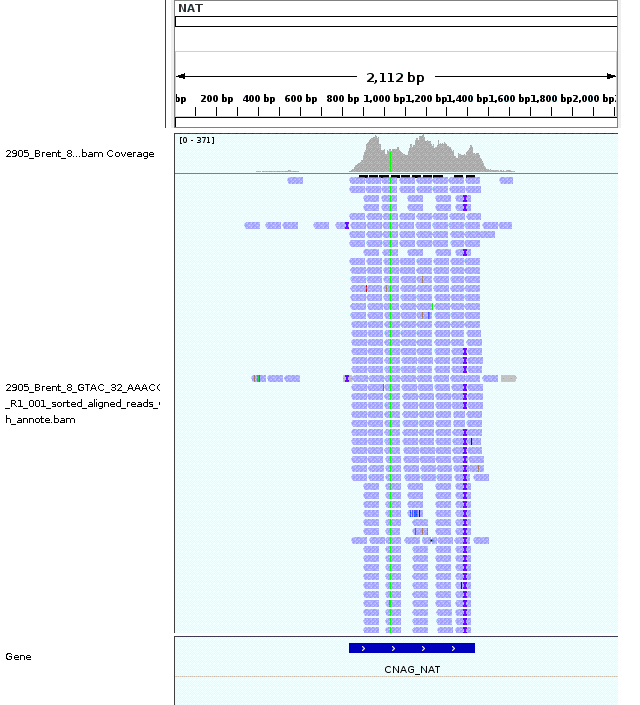 NAT
2,112 bp
bp 200 bp 400 bp 600 bp 800 bp 1,000 bp 1,200 bp 1,400 bp 1,600 bp 1,800 bp 2,000 bp
[0 - 371]
2905_Brent_8...bam Coverage
2905_Brent_8_GTAC_32_AAACC
_R1_001_sorted_aligned_reads_
h_annote.bam
Gene
CNAG_NAT